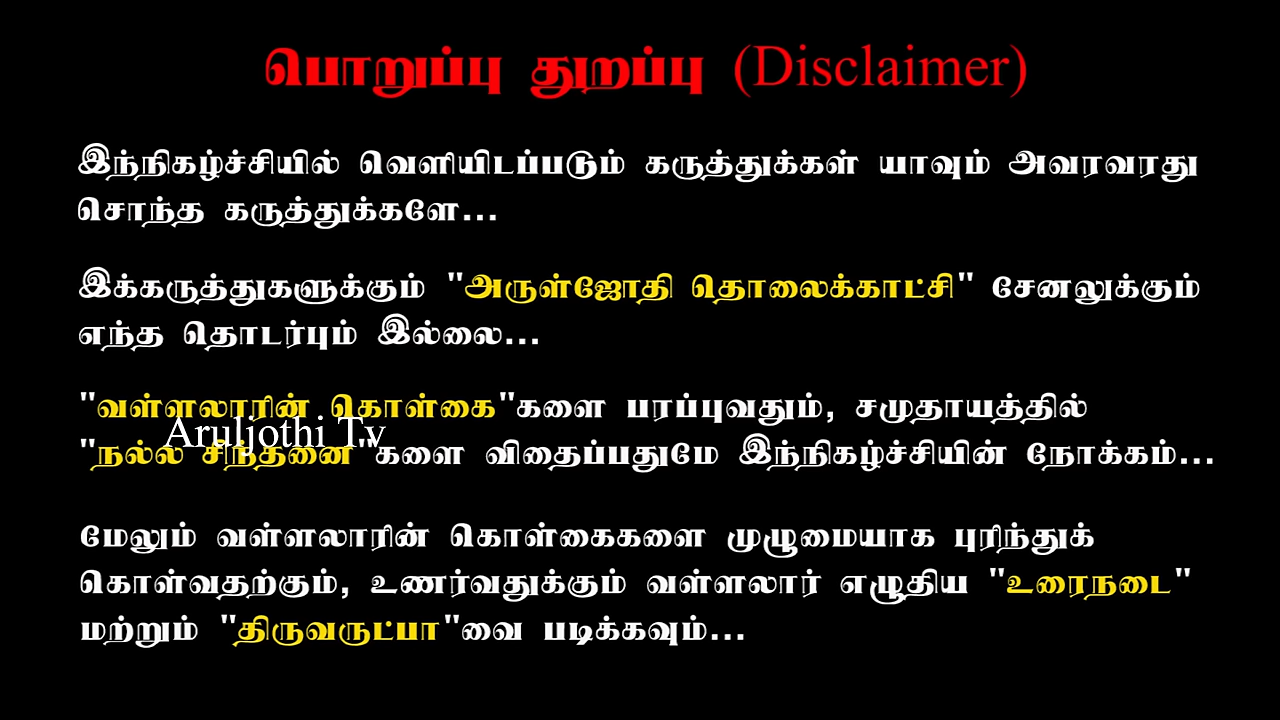 பொறுப்பு துறப்பு (Disclaimer)
இந்நிகழ்ச்சியில் வெளியிடப்படும் கருத்துக்கள் யாவும் அவரவரது
சொந்த கருத்துக்களே...
இக்கருத்துகளுக்கும் "அருள்ஜோதி தொலைக்காட்சி" சேனலுக்கும்
எந்த தொடர்பும் இல்லை...
"வள்ளலாரின் கொள்கை"களை பரப்புவதும், சமுதாயத்தில்
Aruljothi Tv
"நல்ல சிந்தனை"களை விதைப்பதுமே இந்நிகழ்ச்சியின் நோக்கம்...
மேலும் வள்ளலாரின் கொள்கைகளை முழுமையாக புரிந்துக்
கொள்வதற்கும், உணர்வதுக்கும் வள்ளலார் எழுதிய "உரைநடை"
மற்றும் "திருவருட்பா"வை படிக்கவும்...